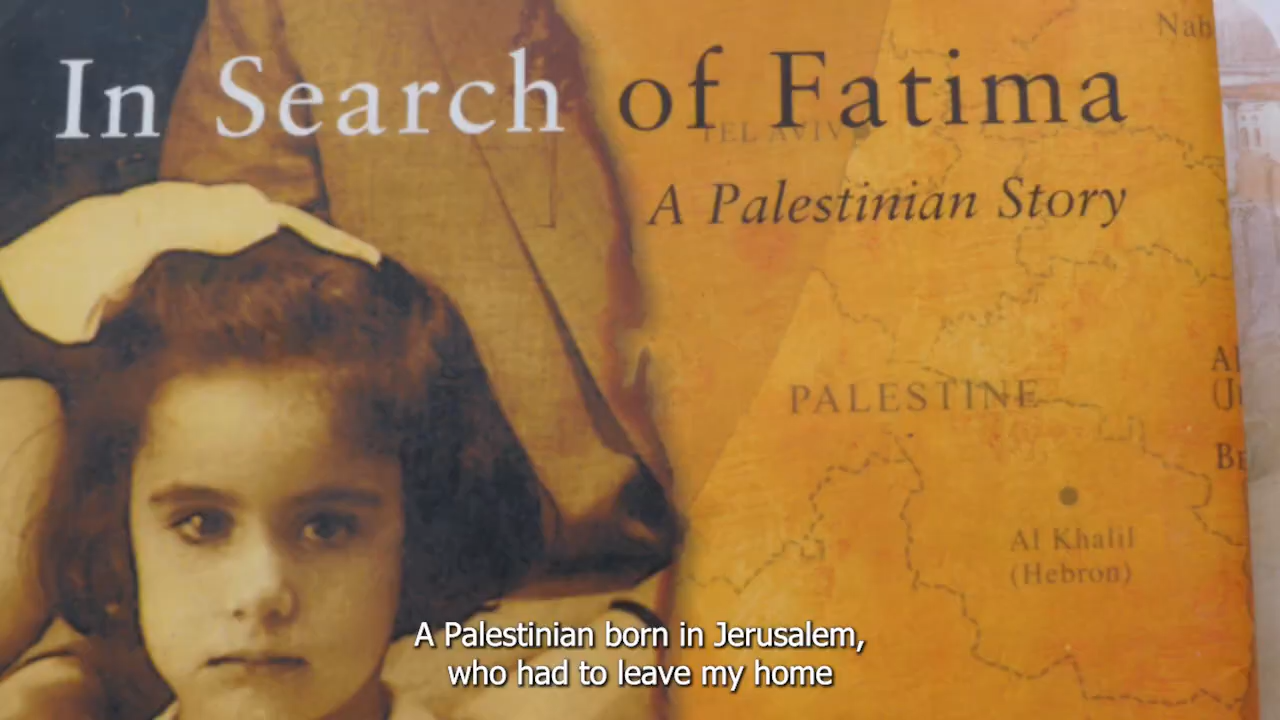 Nab
In Search of Fatima
TEL AVIV
A Palestinian Story
PALESTINE
Al Khalil
(Hebron)
A Palestinian born in Jerusalem,
who had to leave my home